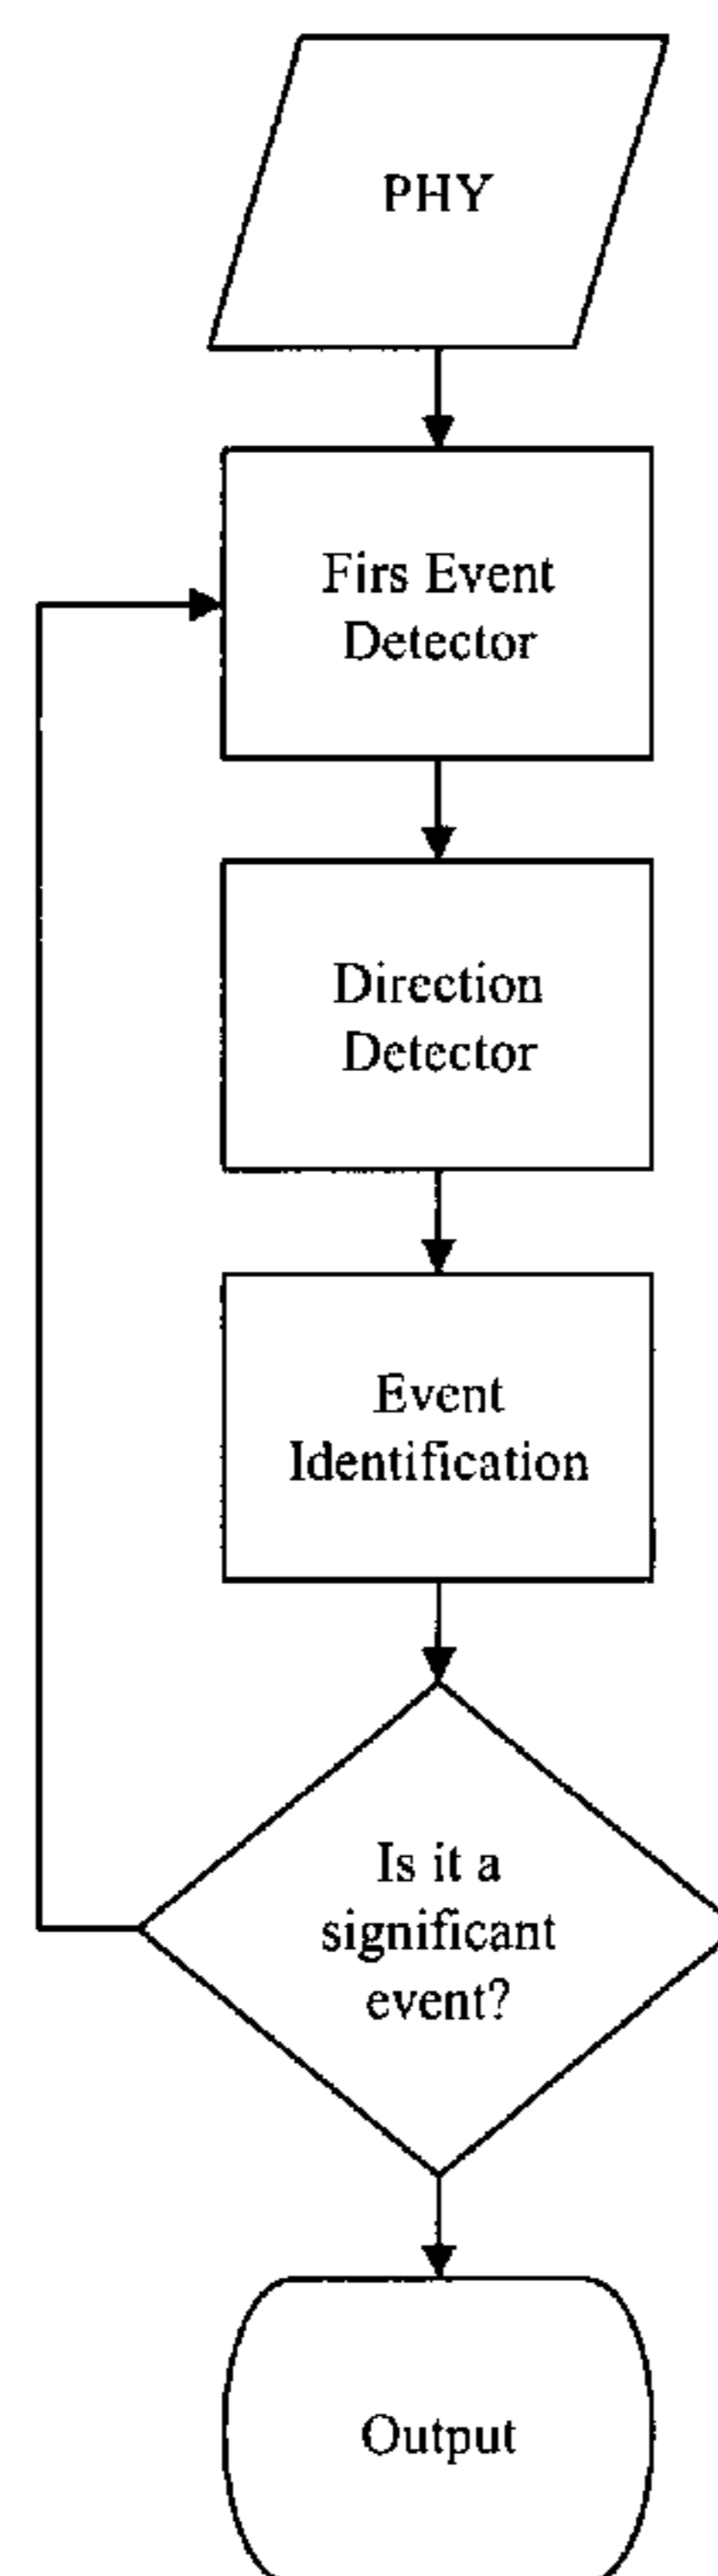 PHY
Firs Event
Detector
Direction
Detector
Event
Identification
Is it a
significant
event?
Output